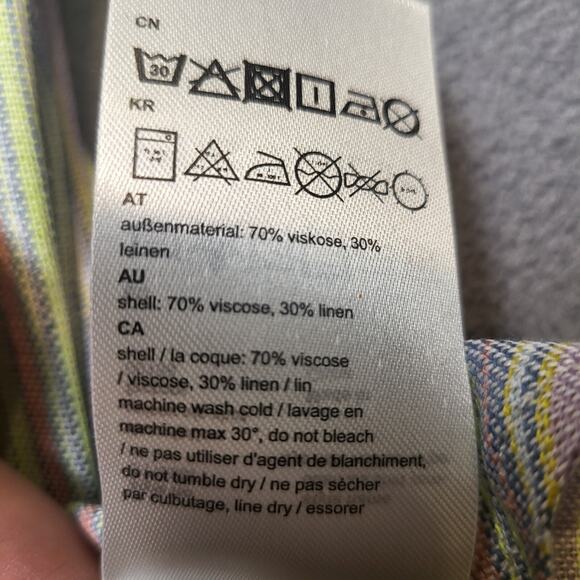 CN
30
KR
AT
außenmaterial: 70% viskose, 30%
leinen
AU
shell: 70% viscose, 30% linen
CA
shell / la coque: 70% viscose
/ viscose, 30% linen / lin
machine wash cold / lavage en
machine max 30°, do not bleach
/ ne pas utiliser d'agent de blanchiment,
do not tumble dry / ne pas sècher
par culbutage, line dry / essorer